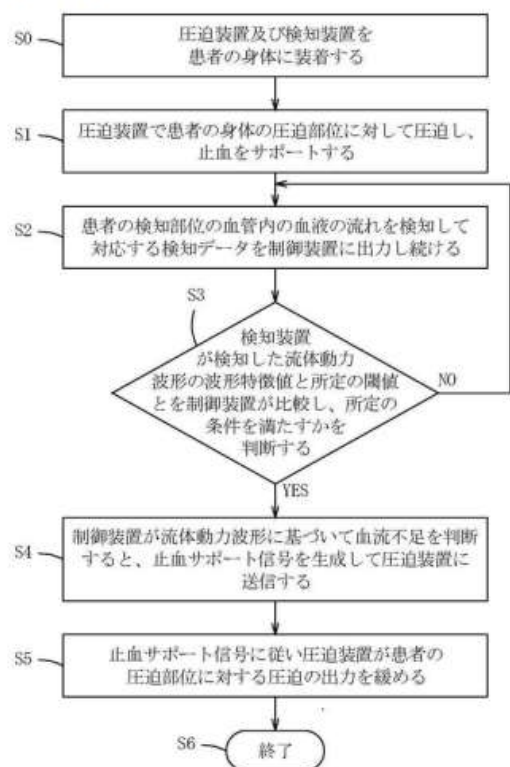 S0
圧迫装置及び検知装置を
患者の身体に装着する
S1
圧迫装置で患者の身体の圧迫部位に対して圧迫し、
止血をサポートする
S2
患者の検知部位の血管内の血液の流れを検知して
対応する検知データを制御装置に出力し続ける
S3
検知装置
が検知した流体動力
波形の波形特徴値と所定の閾値
とを制御装置が比較し、所定の
条件を満たすかを
判断する
NO
YES
S4
制御装置が流体動力波形に基づいて血流不足を判断
すると、止血サポート信号を生成して圧迫装置に
送信する
S5
止血サポート信号に従い圧迫装置が患者の
圧迫部位に対する圧迫の出力を緩める
S6
終了